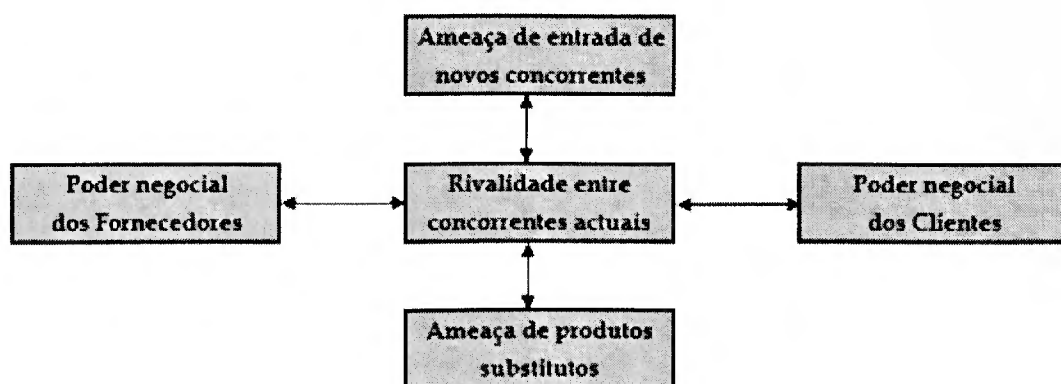 Ameaça de entrada de
novos concorrentes
Poder negocial
dos Fornecedores
Rivalidade entre
concorrentes actuais
Poder negocial
dos Clientes
Ameaça de produtos
substitutos